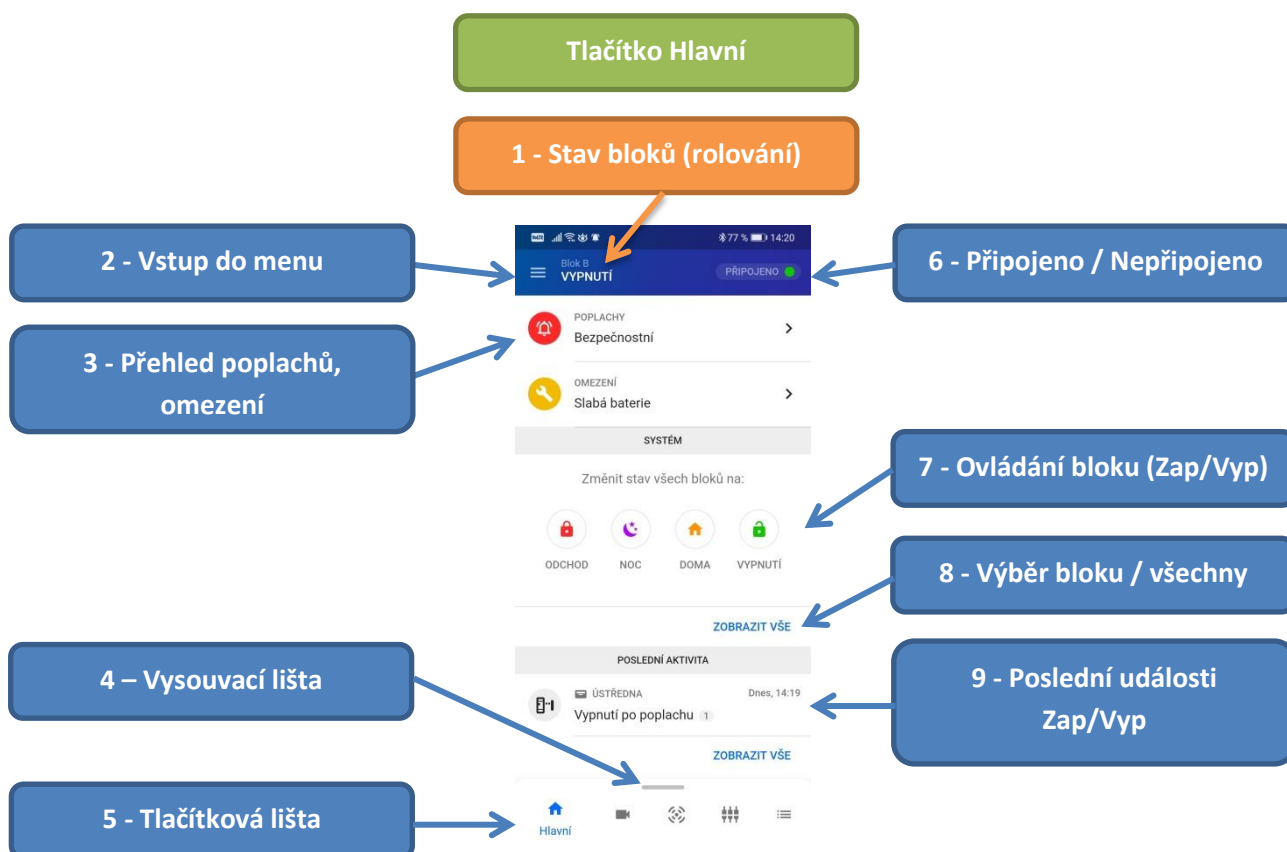 Tlačítko Hlavní
1 - Stav bloků (rolování)
2 - Vstup do menu
3 - Přehled poplachů,
omezení
4 – Vysouvací lišta
5 - Tlačítková lišta
77 % 14:20
Blok B
VYPNUTÍ
PŘIPOJENO
POPLACHY
Bezpečnostní
OMEZENÍ
Slabá baterie
SYSTÉM
Změnit stav všech bloků na:
ODCHOD NOC DOMA VYPNUTÍ
ZOBRAZIT VŠE
POSLEDNÍ AKTIVITA
ÚSTŘEDNA Dnes, 14:19
Vypnutí po poplachu 1
ZOBRAZIT VŠE
Hlavní
6 - Připojeno / Nepřipojeno
7 - Ovládání bloku (Zap/Vyp)
8 - Výběr bloku / všechny
9 - Poslední události
Zap/Vyp